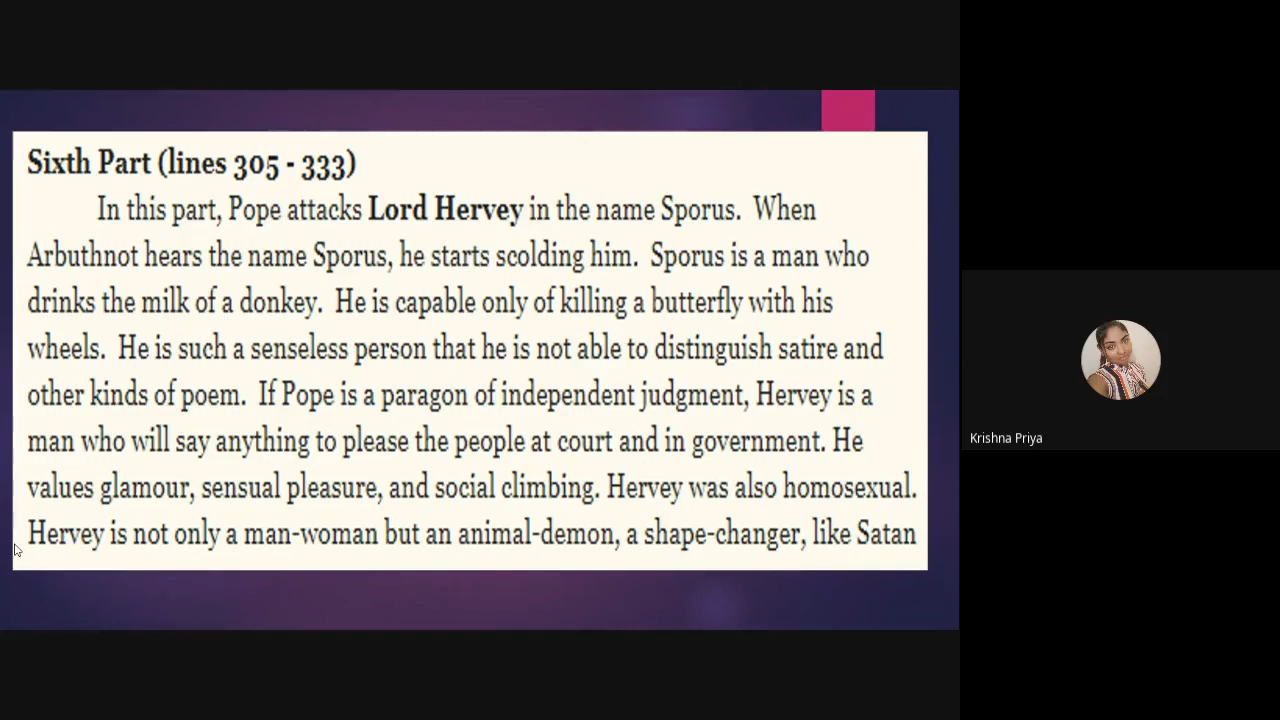 Sixth Part (lines 305 - 333)
In this part, Pope attacks Lord Hervey in the name Sporus.  When
Arbuthnot hears the name Sporus, he starts scolding him.  Sporus is a man who
drinks the milk of a donkey.  He is capable only of killing a butterfly with his
wheels.  He is such a senseless person that he is not able to distinguish satire and
other kinds of poem.  If Pope is a paragon of independent judgment, Hervey is a
man who will say anything to please the people at court and in government. He
values glamour, sensual pleasure, and social climbing. Hervey was also homosexual.
Hervey is not only a man-woman but an animal-demon, a shape-changer, like Satan
Krishna Priya